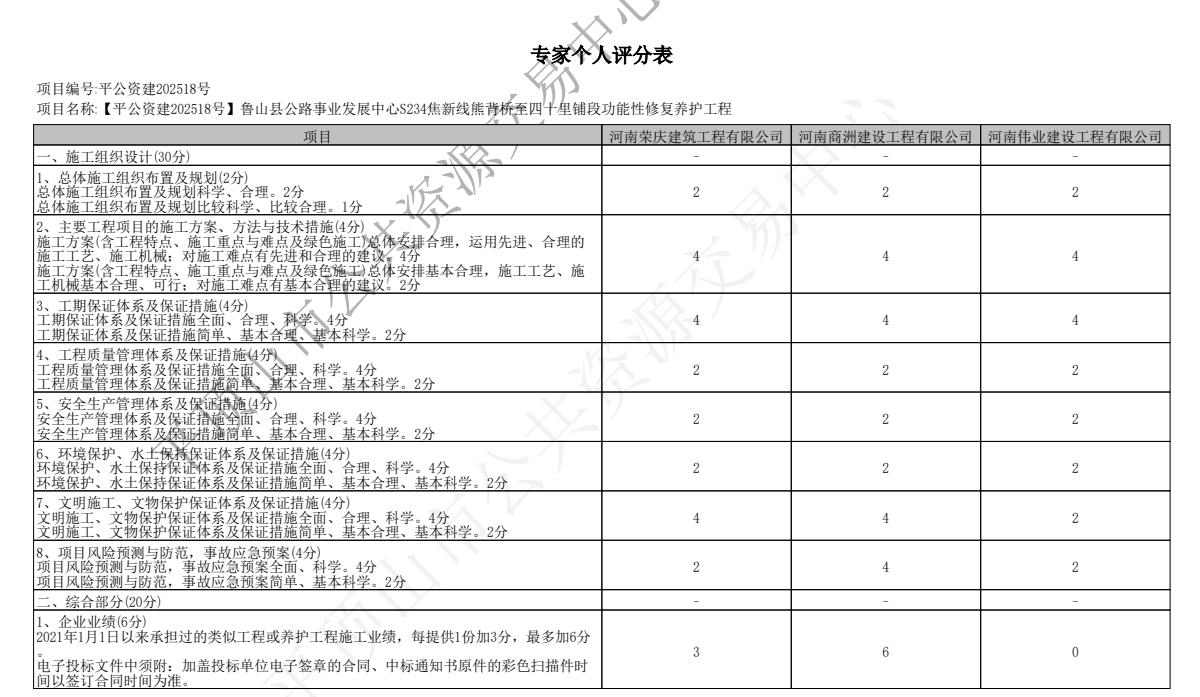 专家个人评分表
项目编号:平公资建202518号
项目名称:【平公资建202518号】鲁山县公路事业发展中心S234焦新线熊背桥至四十里铺段功能性修复养护工程
项目 河南荣庆建筑工程有限公司 河南商洲建设工程有限公司 河南伟业建设工程有限公司
一、施工组织设计(30分) - - -
1、总体施工组织布置及规划(2分)
总体施工组织布置及规划科学、合理。2分
总体施工组织布置及规划比较科学、比较合理。1分
2 2 2
2、主要工程项目的施工方案、方法与技术措施(4分)
施工方案(含工程特点、施工重点与难点及绿色施工)总体安排合理，运用先进、合理的
施工工艺、施工机械；对施工难点有先进和合理的建议。4分
施工方案(含工程特点、施工重点与难点及绿色施工)总体安排基本合理，施工工艺、施
工机械基本合理、可行；对施工难点有基本合理的建议。2分
4 4 4
3、工期保证体系及保证措施(4分)
工期保证体系及保证措施全面、合理、科学。4分
工期保证体系及保证措施简单、基本合理、基本科学。2分
4 4 4
4、工程质量管理体系及保证措施(4分)
工程质量管理体系及保证措施全面、合理、科学。4分
工程质量管理体系及保证措施简单、基本合理、基本科学。2分
2 2 2
5、安全生产管理体系及保证措施(4分)
安全生产管理体系及保证措施全面、合理、科学。4分
安全生产管理体系及保证措施简单、基本合理、基本科学。2分
2 2 2
6、环境保护、水土保持保证体系及保证措施(4分)
环境保护、水土保持保证体系及保证措施全面、合理、科学。4分
环境保护、水土保持保证体系及保证措施简单、基本合理、基本科学。2分
2 2 2
7、文明施工、文物保护保证体系及保证措施(4分)
文明施工、文物保护保证体系及保证措施全面、合理、科学。4分
文明施工、文物保护保证体系及保证措施简单、基本合理、基本科学。2分
4 4 2
8、项目风险预测与防范，事故应急预案(4分)
项目风险预测与防范，事故应急预案全面、科学。4分
项目风险预测与防范，事故应急预案简单、基本科学。2分
2 4 2
二、综合部分(20分) - - -
1、企业业绩(6分)
2021年1月1日以来承担过的类似工程或养护工程施工业绩，每提供1份加3分，最多加6分
。
电子投标文件中须附：加盖投标单位电子签章的合同、中标通知书原件的彩色扫描件时
间以签订合同时间为准。
3 6 0
平顶山市公共资源交易中心
平顶山市公共资源交易中心